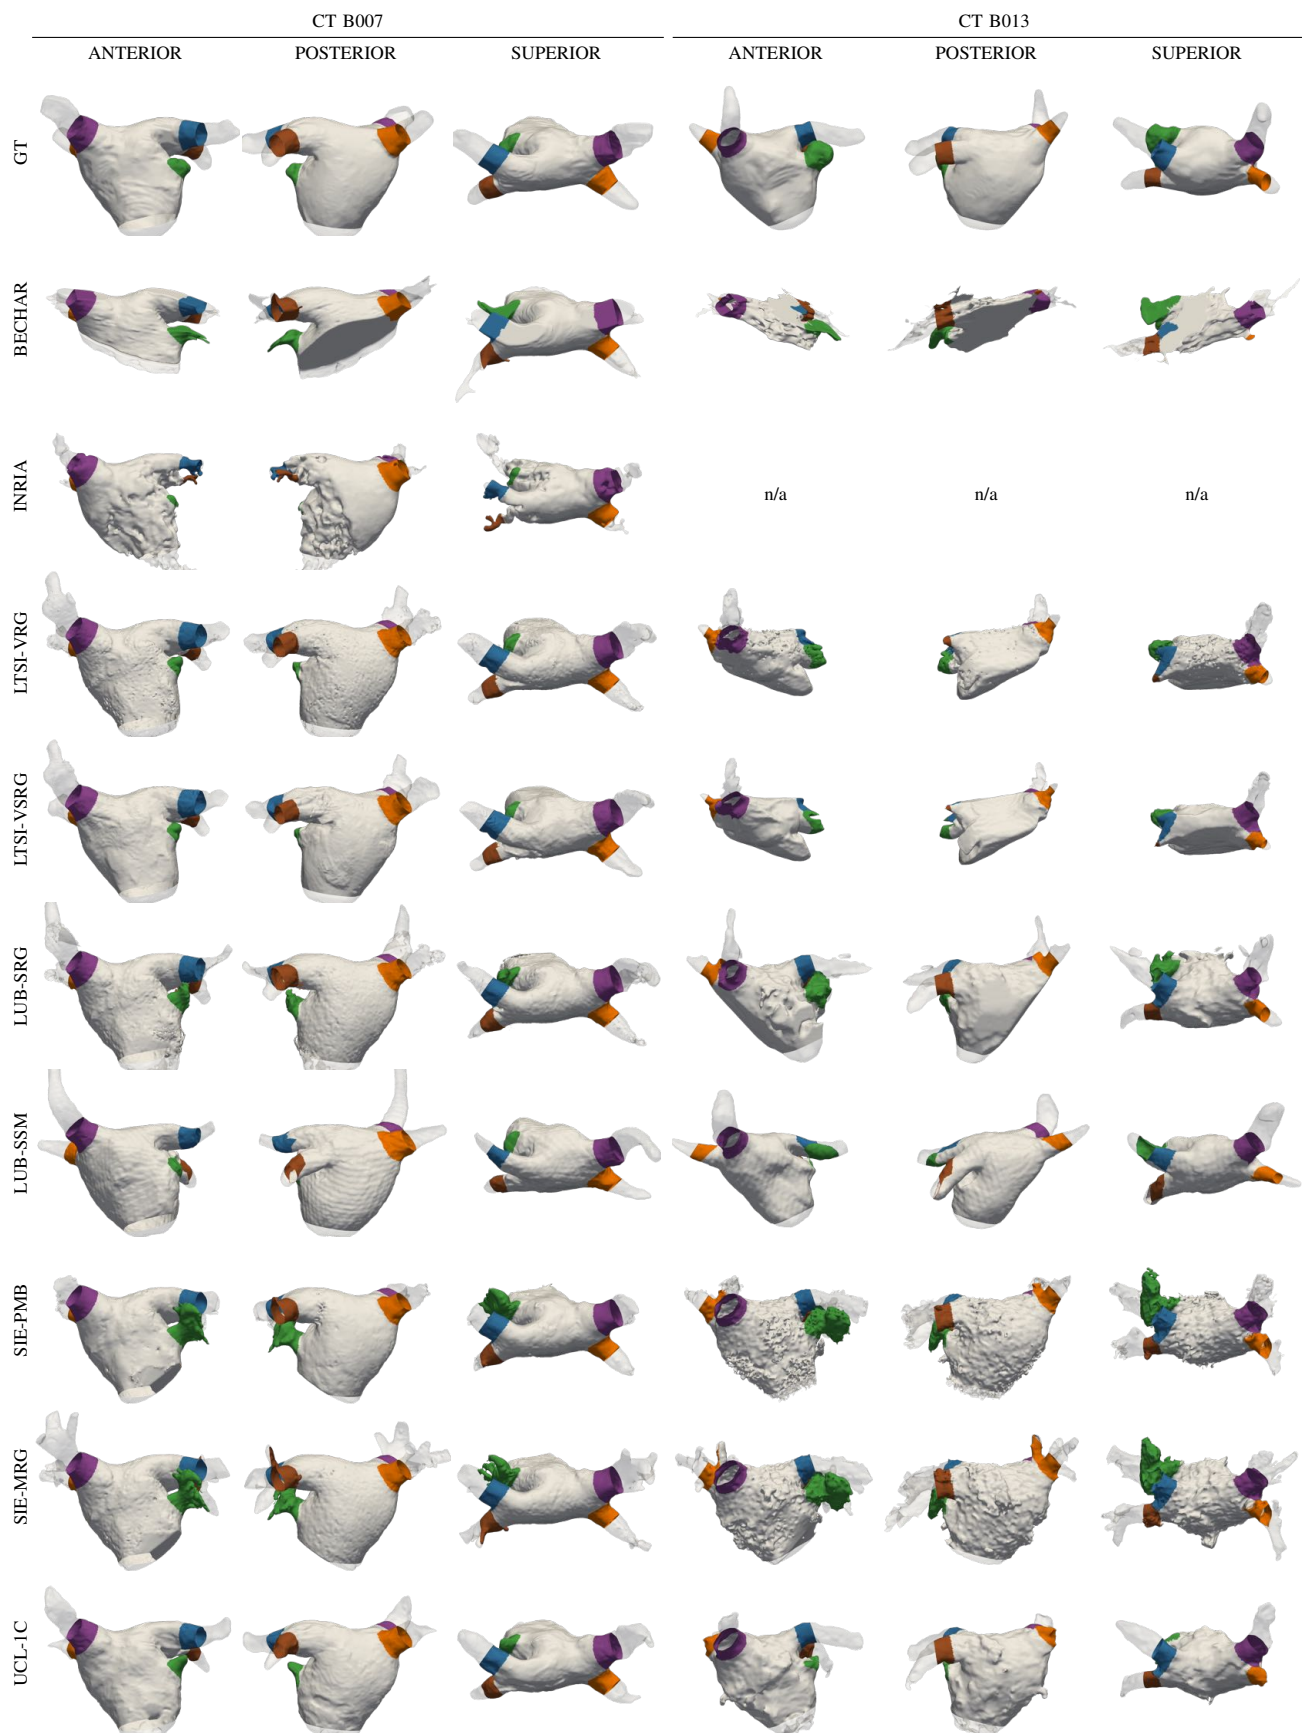 CT B007 CT B013
ANTERIOR POSTERIOR SUPERIOR ANTERIOR POSTERIOR SUPERIOR
GT
BECHAR
INRIA n/a n/a n/a
LTSI-VRG
LTSI-VSRG
LUB-SRG
LUB-SSM
SIE-PMB
SIE-MRG
UCL-1C